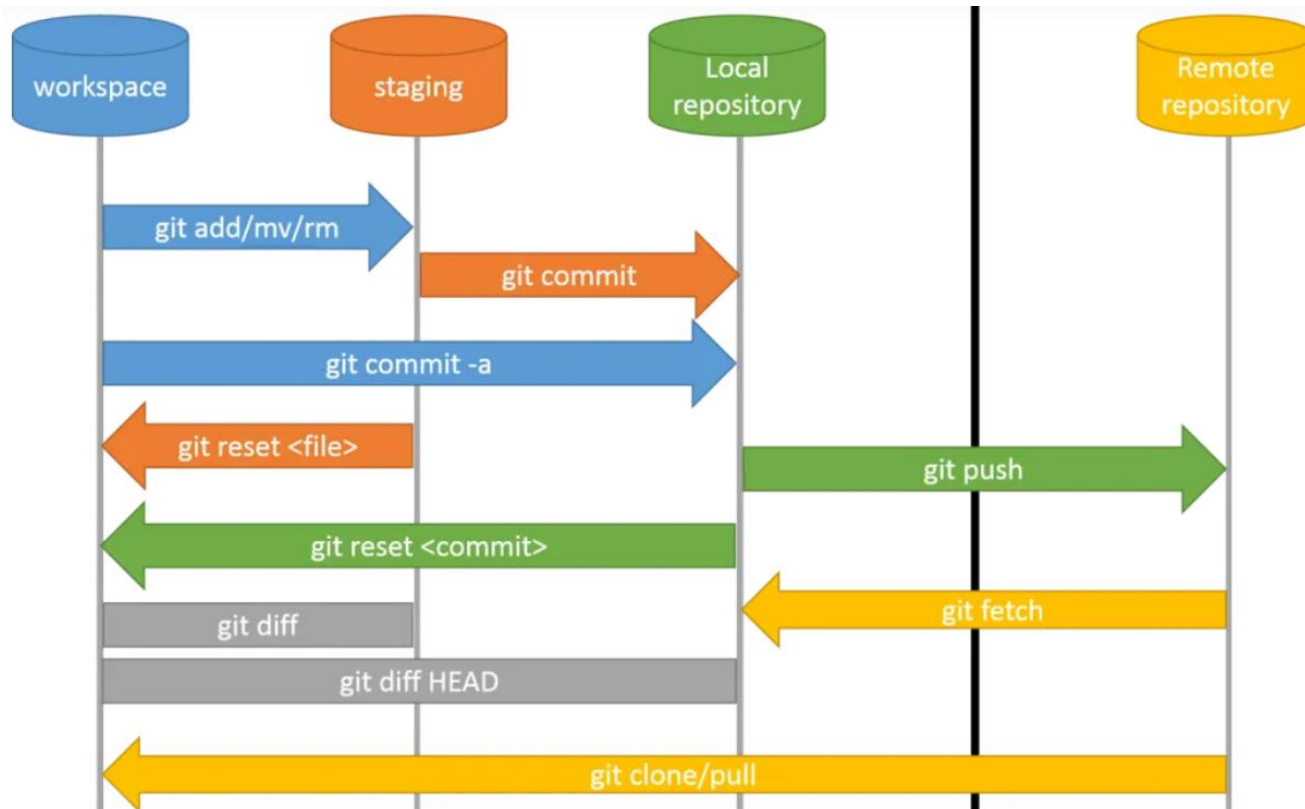 workspace
staging
Local
repository
Remote
repository
git add/mv/rm
git commit
git commit -a
git reset <file>
git push
git reset <commit>
git fetch
git diff
git diff HEAD
git clone/pull